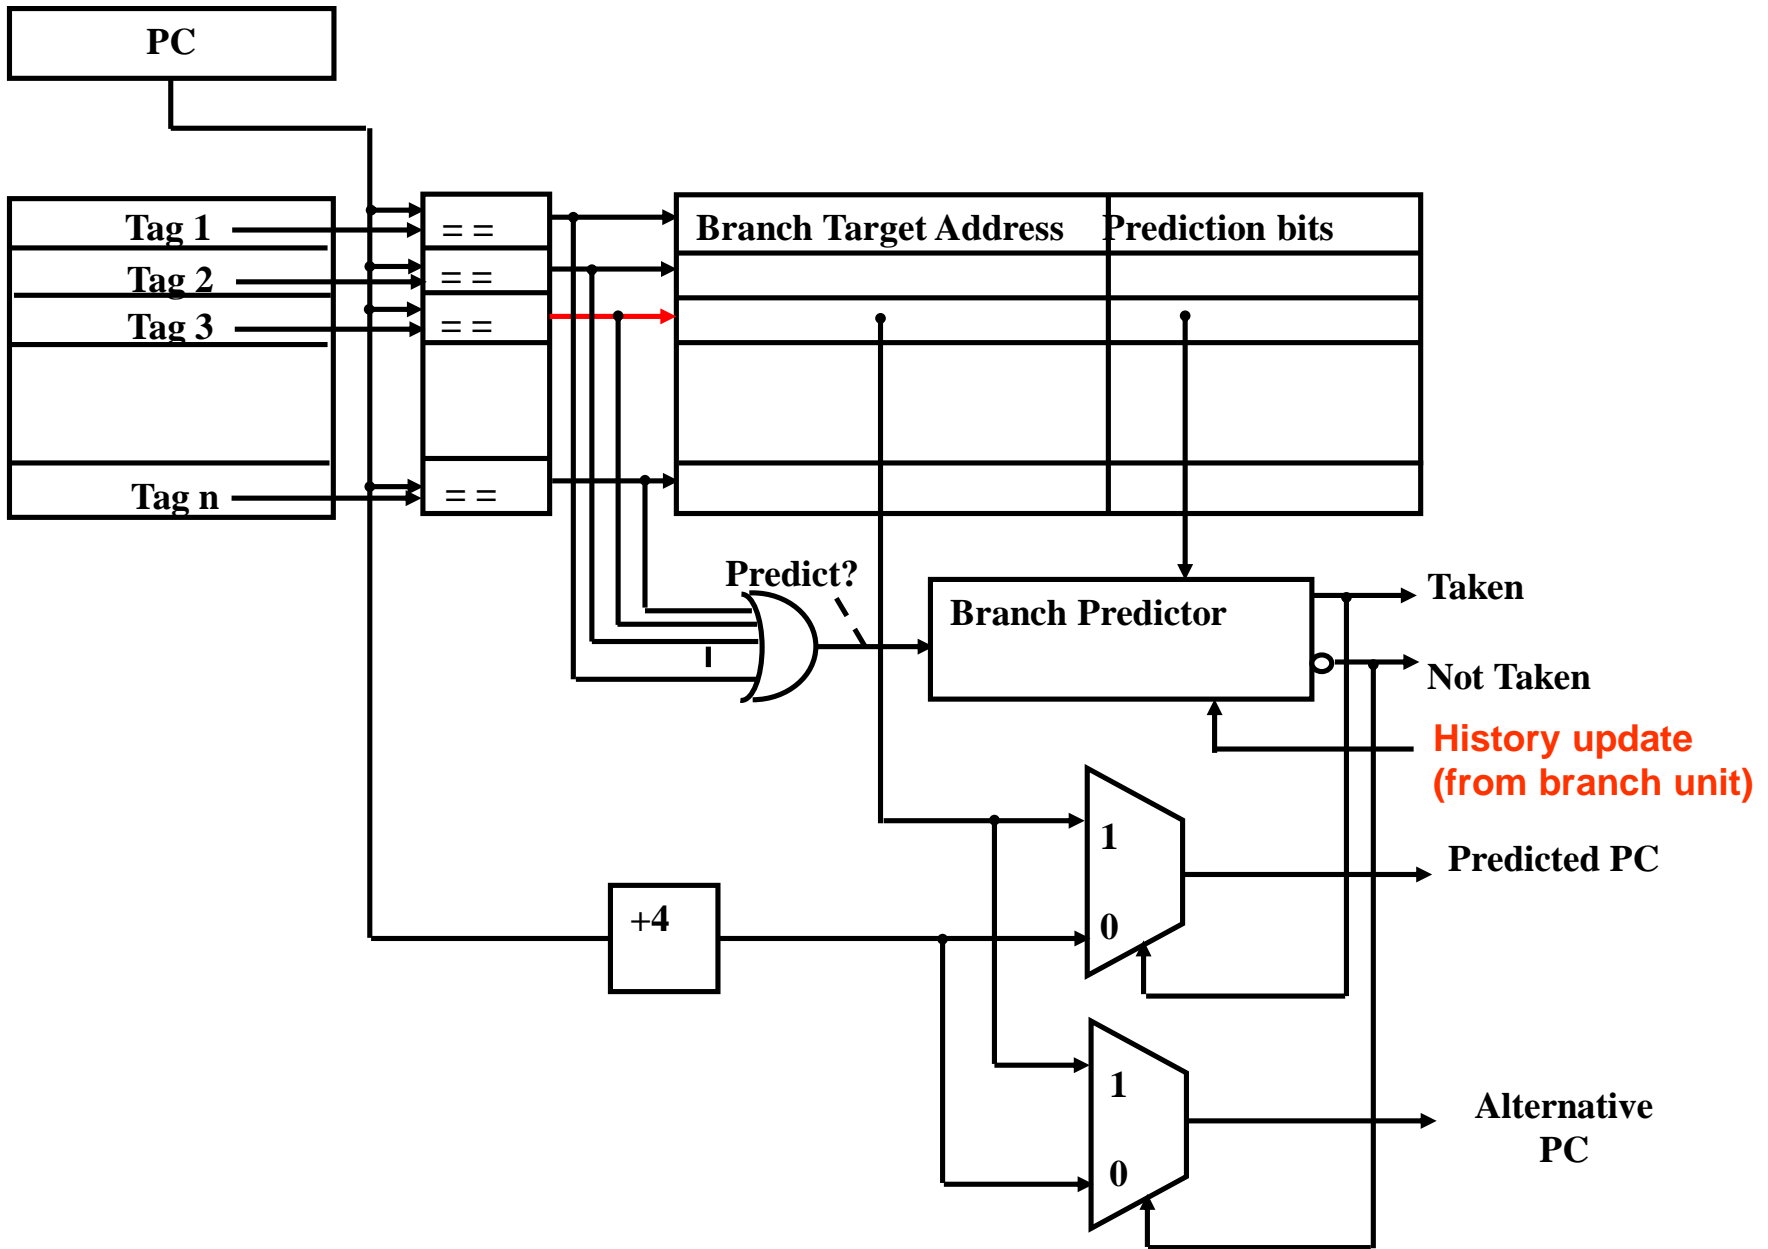 PC
Tag 1
= =
Branch Target Address
Prediction bits
Tag 2
= =
Tag 3
= =
Tag n
= =
Predict?
Branch Predictor
Taken
Not Taken
History update
(from branch unit)
1
Predicted PC
+4
0
1
Alternative
PC
0